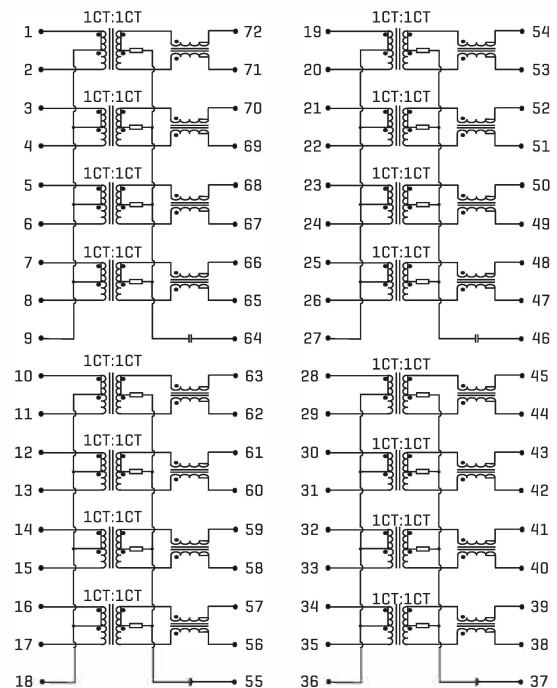 1CT:1CT 1CT:1CT
1 72 19 54
2 71 20 53
1CT:1CT 1CT:1CT
3 70 21 52
4 69 22 51
1CT:1CT 1CT:1CT
5 68 23 50
6 67 24 49
1CT:1CT 1CT:1CT
7 66 25 48
8 65 26 47
9 64 27 46
1CT:1CT 1CT:1CT
10 63 28 45
11 62 29 44
1CT:1CT 1CT:1CT
12 61 30 43
13 60 31 42
1CT:1CT 1CT:1CT
14 59 32 41
15 58 33 40
1CT:1CT 1CT:1CT
16 57 34 39
17 56 35 38
18 55 36 37